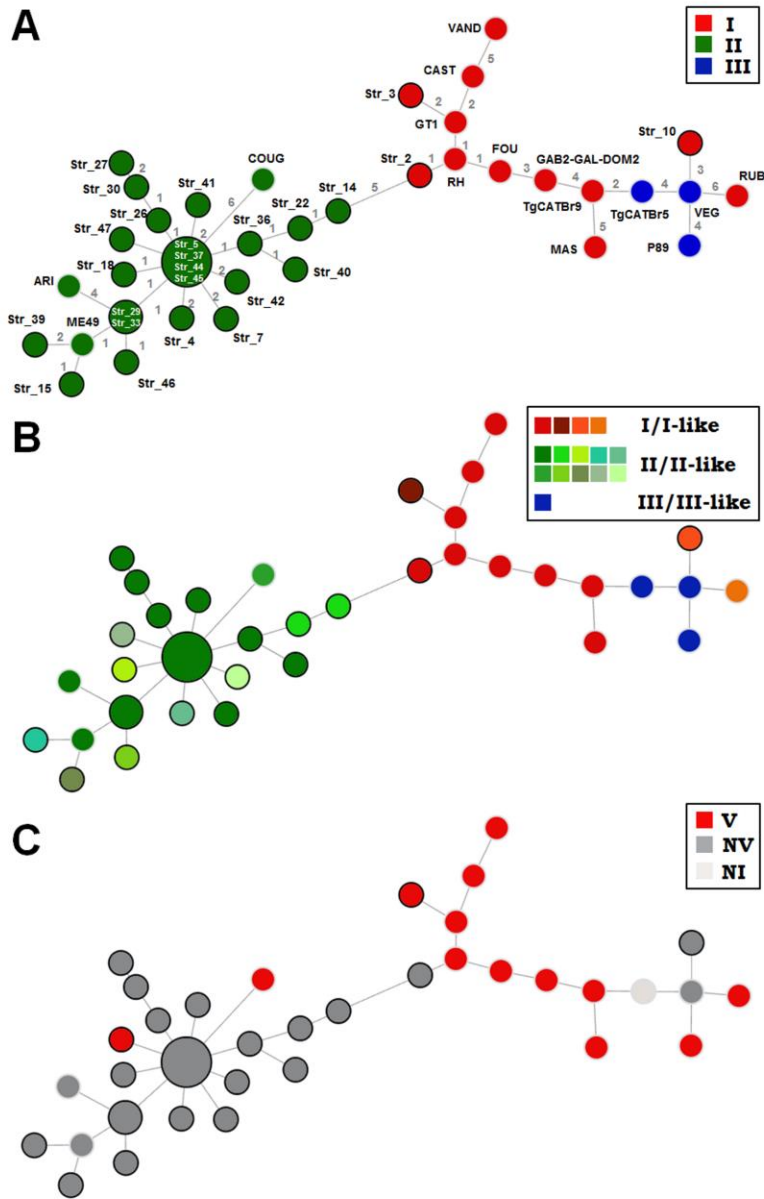 A
I
II
III
VAND
5
CAST
Str_3
2
2
GT1
Str_10
Str_2
1
FOU
GAB2-GAL-DOM2
3
RUB
1
RH
1
3
4
2
4
6
TgCATBr9
TgCATBr5
VEG
5
4
MAS
P89
Str_27
2
Str_30
Str_41
COUG
Str_14
5
1
Str_26
Str_22
Str_47
1
2
6
Str_36
1
1
1
Str_5
Str_37
Str_44
Str_45
1
1
Str_18
1
2
Str_40
ARI
Str_42
4
1
1
2
2
Str_29
Str_33
Str_39
ME49
Str_4
Str_7
2
1
1
1
Str_46
Str_15
B
I/I-like
II/II-like
III/III-like
C
V
NV
NI